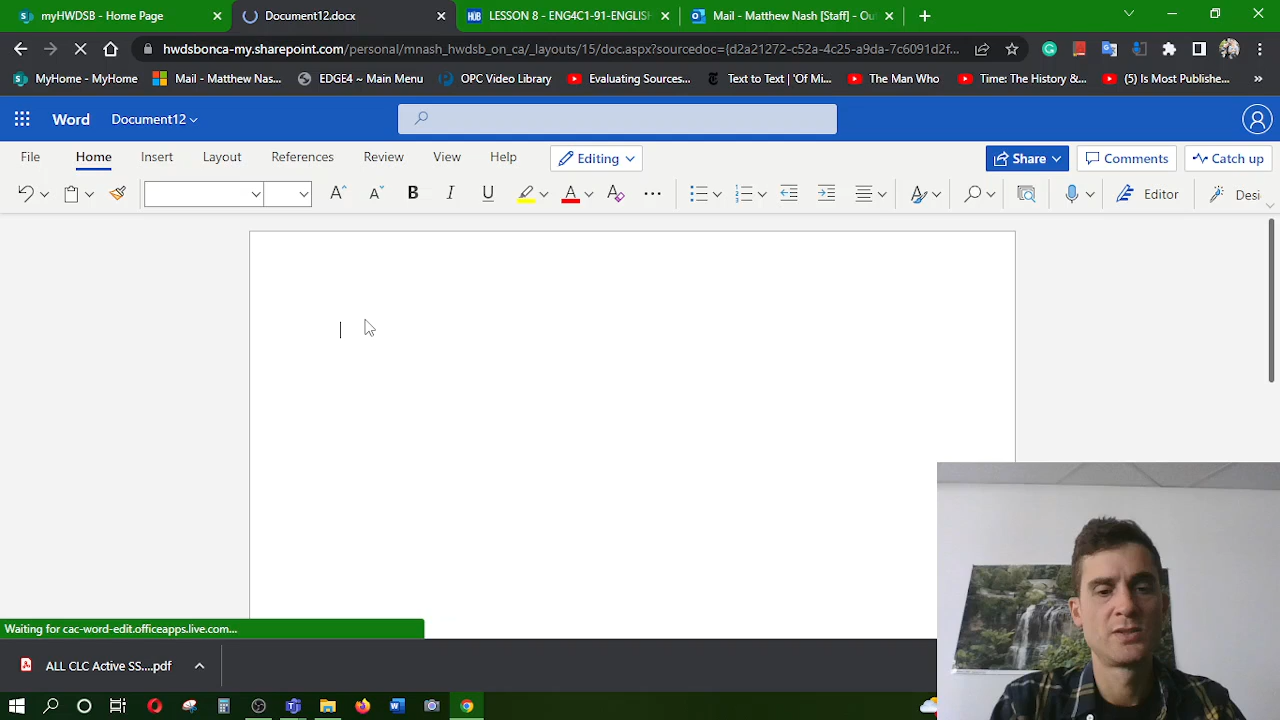 myHWDSB - Home Page
Document12.docx
LESSON 8 - ENG4C1-91-ENGLISH
Mail - Matthew Nash [Staff] - Out
hwdsbonca-my.sharepoint.com/personal/mnash_hwdsb_on_ca/_layouts/15/doc.aspx?sourcedoc={d2a21272-c52a-4c25-a9da-7c6091d2f...
MyHome - MyHome
Mail - Matthew Nas...
EDGE4 ~ Main Menu
OPC Video Library
Evaluating Sources...
Text to Text | 'Of Mi...
The Man Who
Time: The History &...
(5) Is Most Publishe...
»
Word
Document12
File
Home
Insert
Layout
References
Review
View
Help
Editing
Share
Comments
Catch up
B
I
U
A
Editor
Desi
Waiting for cac-word-edit.officeapps.live.com...
ALL CLC Active SS....pdf